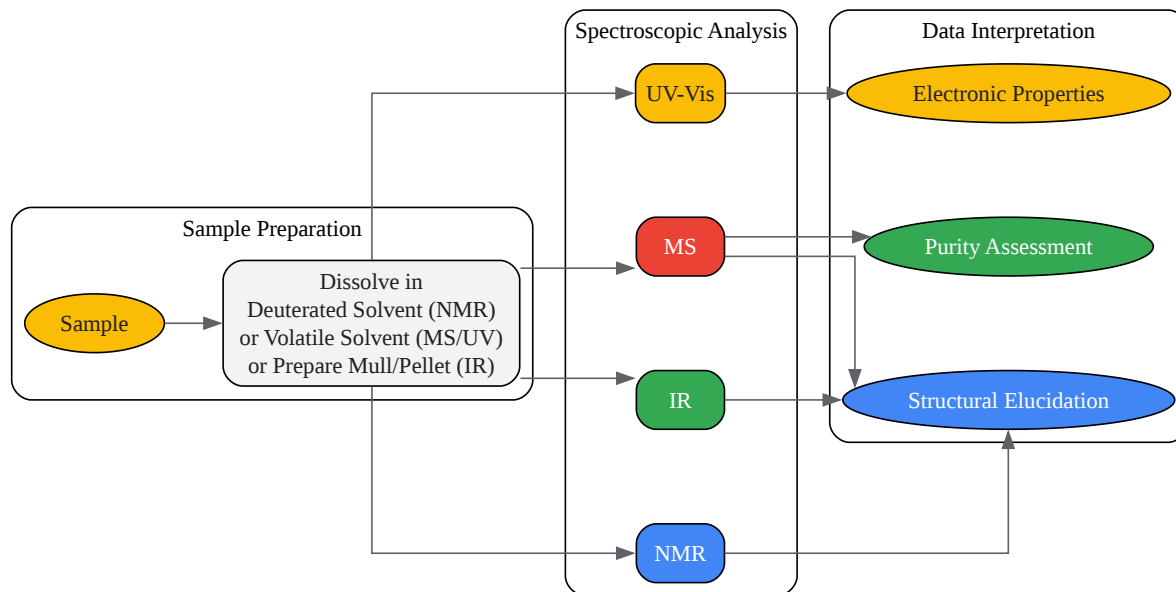 Sample Preparation
Sample
Dissolve in
Deuterated Solvent (NMR)
or Volatile Solvent (MS/UV)
or Prepare Mull/Pellet (IR)
Spectroscopic Analysis
UV-Vis
MS
IR
NMR
Data Interpretation
Electronic Properties
Purity Assessment
Structural Elucidation